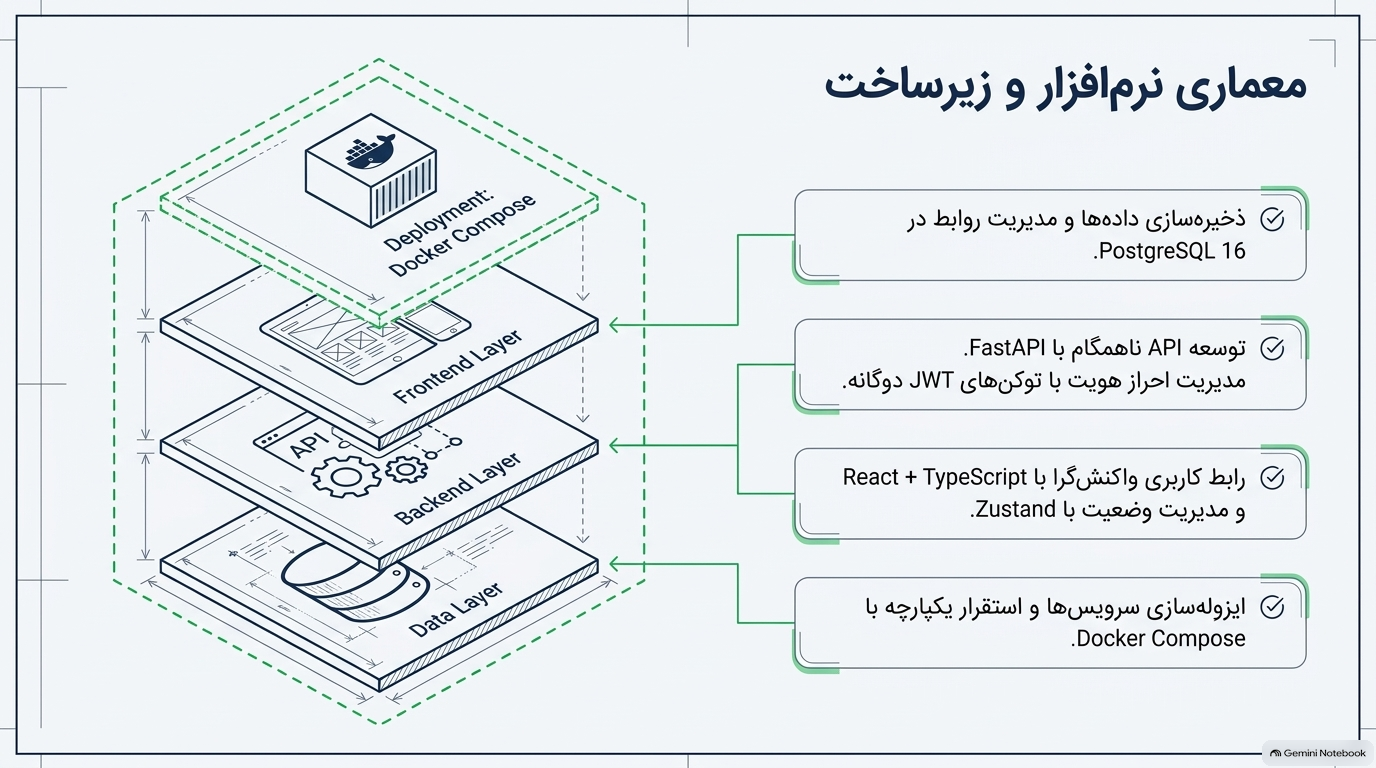 معماری نرم‌افزار و زیرساخت
ذخیره‌سازی داده‌ها و مدیریت روابط در
PostgreSQL 16.
توسعه API ناهمگام با FastAPI.
مدیریت احراز هویت با توکن‌های JWT دوگانه.
رابط کاربری واکنش‌گرا با React + TypeScript
و مدیریت وضعیت با Zustand.
ایزوله‌سازی سرویس‌ها و استقرار یکپارچه با
Docker Compose.
Deployment:
Docker Compose
Frontend Layer
API
Backend Layer
Data Layer
Gemini Notebook